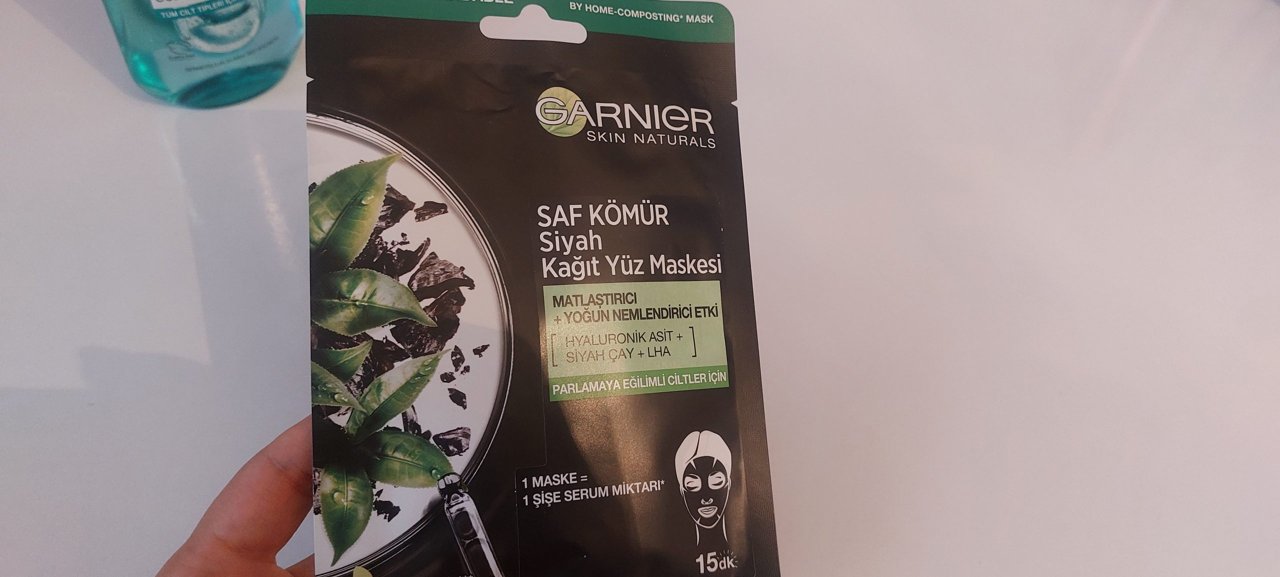 TÜM CİLT TİPLERİ İÇİN
BY HOME-COMPOSTING* MASK
GARNIER
SKIN NATURALS
SAF KÖMÜR
Siyah
Kağıt Yüz Maskesi
MATLAŞTIRICI
+ YOĞUN NEMLENDİRİCİ ETKİ
[ HYALURONİK ASİT +
SİYAH ÇAY + LHA ]
PARLAMAYA EĞİLİMLİ CİLTLER İÇİN
1 MASKE =
1 ŞİŞE SERUM MİKTARI*
15dk